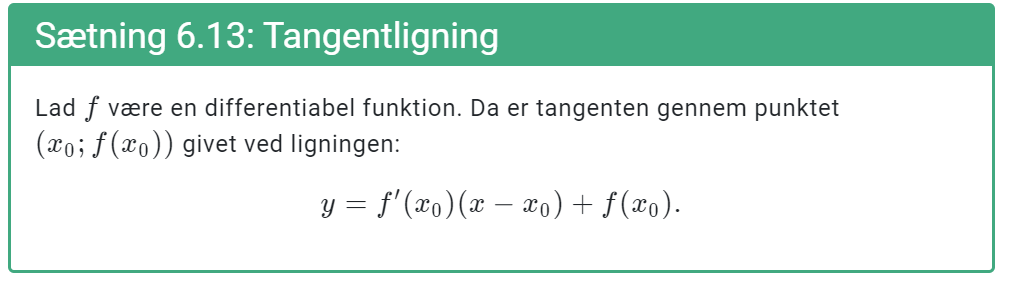 Sætning 6.13: Tangentligning
Lad f være en differentiabel funktion. Da er tangenten gennem punktet
(x₀; f(x₀)) givet ved ligningen:
y = f′(x₀)(x − x₀) + f(x₀).